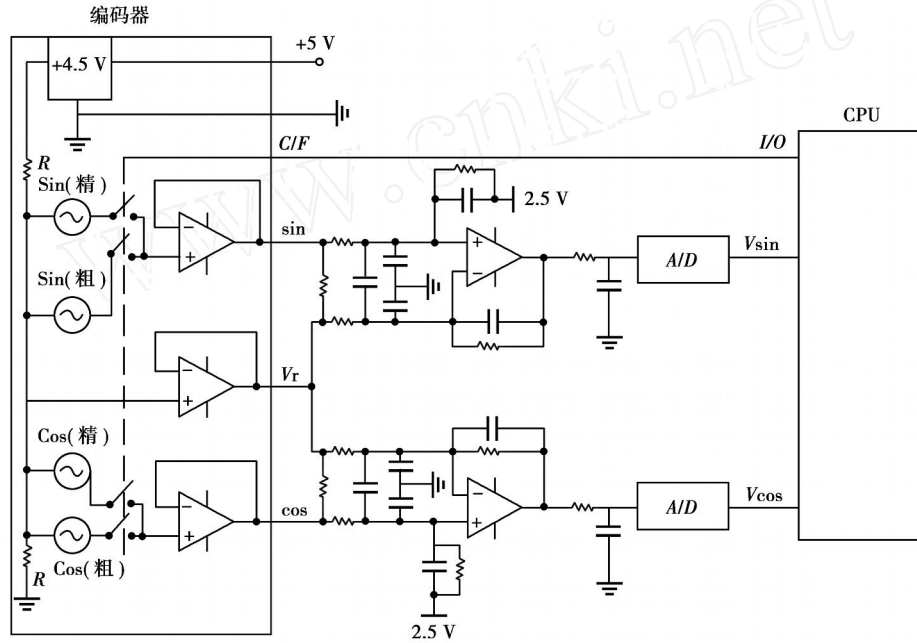 编码器
+5 V
+4.5 V
CPU
C/F
I/O
R
Sin(精)
2.5 V
sin
A/D
Vsin
Sin(粗)
Vr
Cos(精)
cos
A/D
Vcos
R
Cos(粗)
2.5 V
www.cnki.net